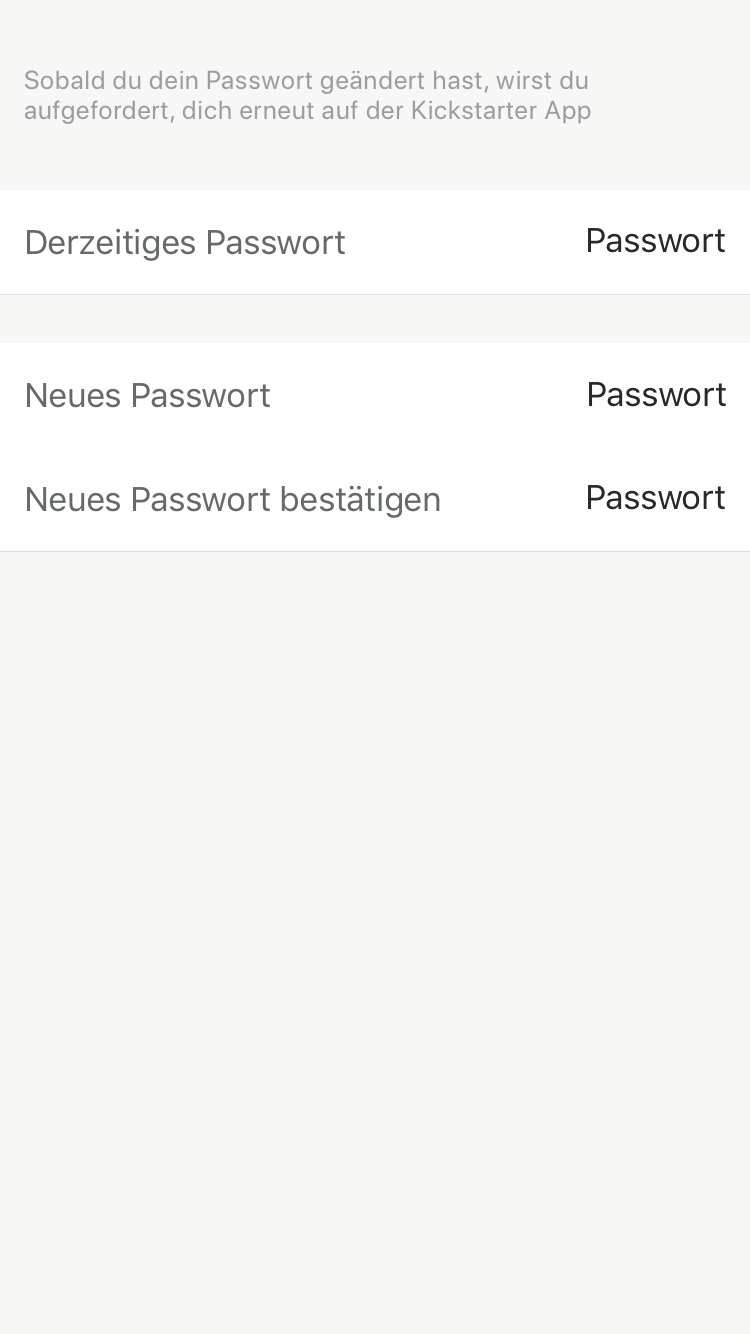 Sobald du dein Passwort geändert hast, wirst du
aufgefordert, dich erneut auf der Kickstarter App
Derzeitiges Passwort Passwort
Neues Passwort Passwort
Neues Passwort bestätigen Passwort